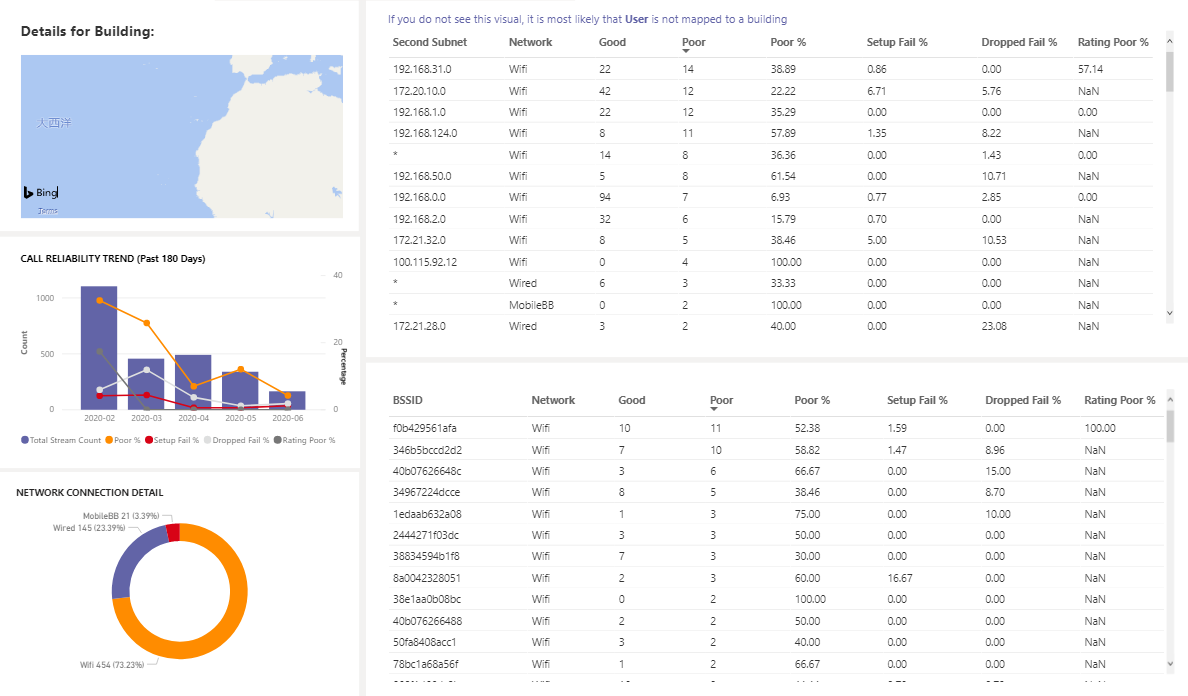 Details for Building:
大西洋
Bing
Terms
CALL RELIABILITY TREND (Past 180 Days)
40
1000
20
500
0
0
Count
Percentage
2020-02 2020-03 2020-04 2020-05 2020-06
Total Stream Count Poor % Setup Fail % Dropped Fail % Rating Poor %
NETWORK CONNECTION DETAIL
MobileBB 21 (3.39%)
Wired 145 (23.39%)
Wifi 454 (73.23%)
If you do not see this visual, it is most likely that User is not mapped to a building
Second Subnet Network Good Poor Poor % Setup Fail % Dropped Fail % Rating Poor %
192.168.31.0 Wifi 22 14 38.89 0.86 0.00 57.14
172.20.10.0 Wifi 42 12 22.22 6.71 5.76 NaN
192.168.1.0 Wifi 22 12 35.29 0.00 0.00 0.00
192.168.124.0 Wifi 8 11 57.89 1.35 8.22 NaN
* Wifi 14 8 36.36 0.00 1.43 0.00
192.168.50.0 Wifi 5 8 61.54 0.00 10.71 NaN
192.168.0.0 Wifi 94 7 6.93 0.77 2.85 0.00
192.168.2.0 Wifi 32 6 15.79 0.70 0.00 NaN
172.21.32.0 Wifi 8 5 38.46 5.00 10.53 NaN
100.115.92.12 Wifi 0 4 100.00 0.00 0.00 NaN
* Wired 6 3 33.33 0.00 0.00 NaN
* MobileBB 0 2 100.00 0.00 0.00 NaN
172.21.28.0 Wired 3 2 40.00 0.00 23.08 NaN
BSSID Network Good Poor Poor % Setup Fail % Dropped Fail % Rating Poor %
f0b429561afa Wifi 10 11 52.38 1.59 0.00 100.00
346b5bccd2d2 Wifi 7 10 58.82 1.47 8.96 NaN
40b07626648c Wifi 3 6 66.67 0.00 15.00 NaN
34967224dcce Wifi 8 5 38.46 0.00 8.70 NaN
1edaab632a08 Wifi 1 3 75.00 0.00 10.00 NaN
2444271f03dc Wifi 3 3 50.00 0.00 0.00 NaN
38834594b1f8 Wifi 7 3 30.00 0.00 0.00 NaN
8a0042328051 Wifi 2 3 60.00 16.67 0.00 NaN
38e1aa0b08bc Wifi 0 2 100.00 0.00 0.00 NaN
40b076266488 Wifi 2 2 50.00 0.00 0.00 NaN
50fa8408acc1 Wifi 3 2 40.00 0.00 0.00 NaN
78bc1a68a56f Wifi 1 2 66.67 0.00 0.00 NaN